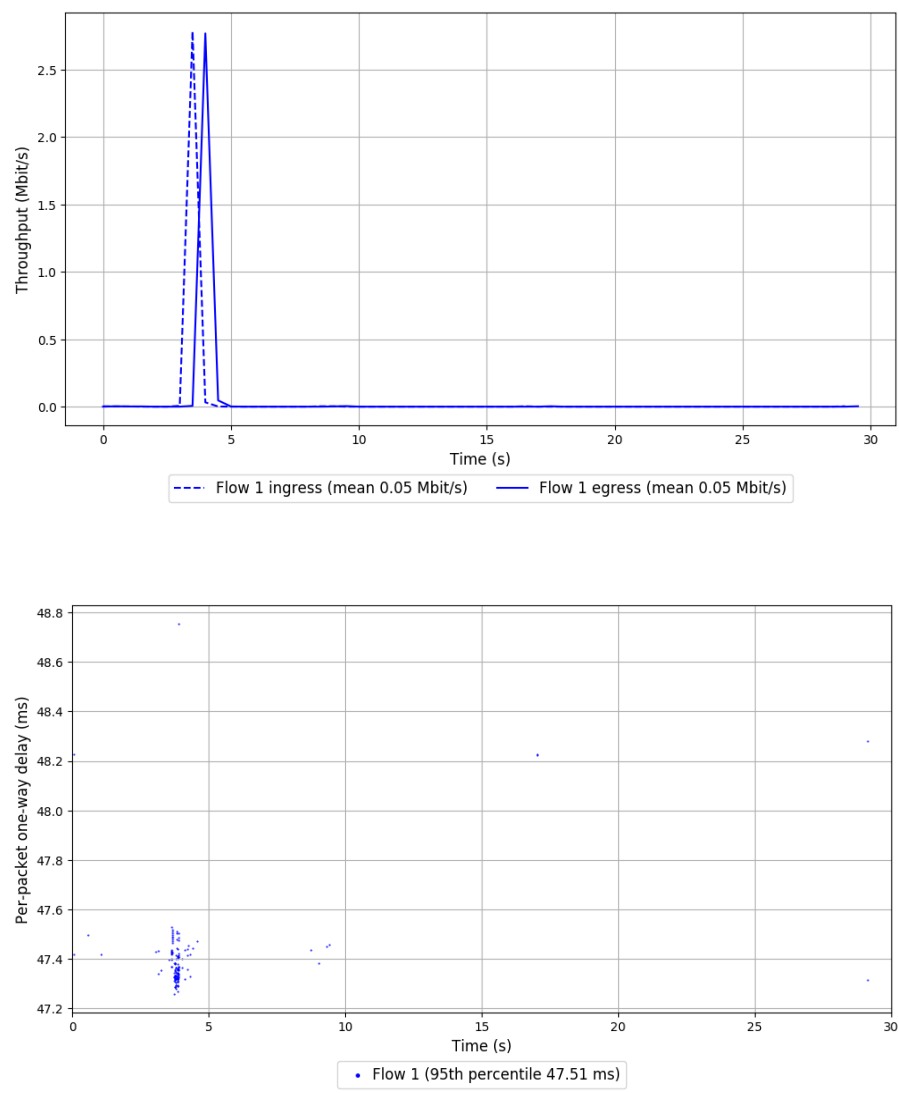 2.5
2.0
1.5
1.0
0.5
0.0
Throughput (Mbit/s)
0 5 10 15 20 25 30
Time (s)
Flow 1 ingress (mean 0.05 Mbit/s) Flow 1 egress (mean 0.05 Mbit/s)
48.8
48.6
48.4
48.2
48.0
47.8
47.6
47.4
47.2
Per-packet one-way delay (ms)
0 5 10 15 20 25 30
Time (s)
Flow 1 (95th percentile 47.51 ms)